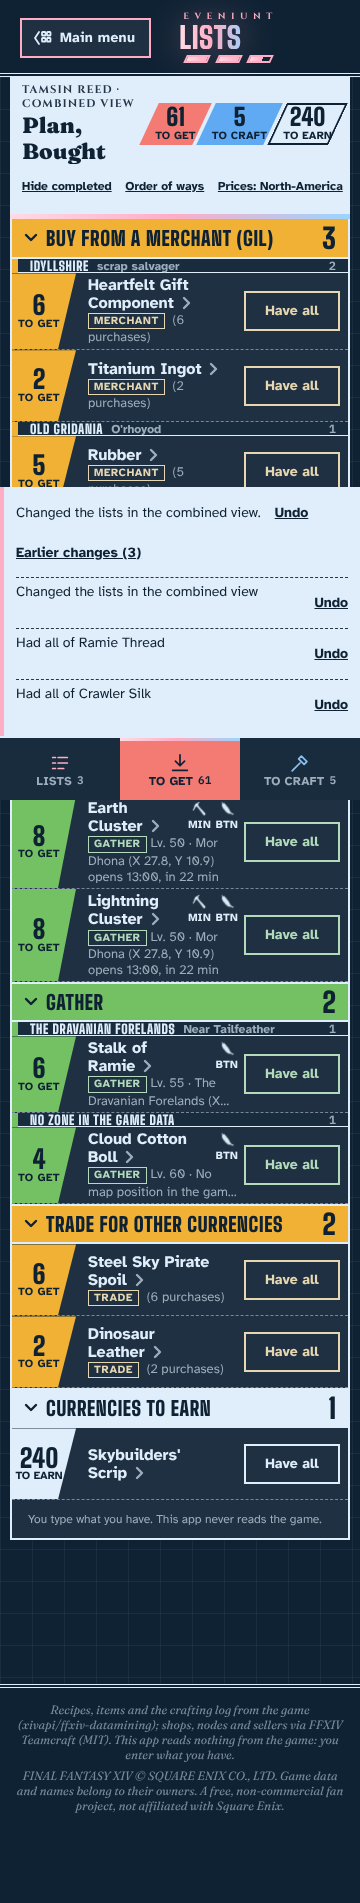 Main menu
EVENIUNT
LISTS
TAMSIN REED ·
COMBINED VIEW
Plan,
Bought
61
TO GET
5
TO CRAFT
240
TO EARN
Hide completed
Order of ways
Prices: North-America
BUY FROM A MERCHANT (GIL)
3
IDYLLSHIRE scrap salvager
2
6
TO GET
Heartfelt Gift
Component
MERCHANT (6
purchases)
Have all
2
TO GET
Titanium Ingot
MERCHANT (2
purchases)
Have all
OLD GRIDANIA O'rhoyod
1
5
TO GET
Rubber
MERCHANT (5
Have all
Changed the lists in the combined view. Undo
Earlier changes (3)
Changed the lists in the combined view
Undo
Had all of Ramie Thread
Undo
Had all of Crawler Silk
Undo
LISTS 3
TO GET 61
TO CRAFT 5
8
TO GET
Earth
Cluster
MIN BTN
GATHER Lv. 50 · Mor
Dhona (X 27.8, Y 10.9)
opens 13:00, in 22 min
Have all
8
TO GET
Lightning
Cluster
MIN BTN
GATHER Lv. 50 · Mor
Dhona (X 27.8, Y 10.9)
opens 13:00, in 22 min
Have all
GATHER
2
THE DRAVANIAN FORELANDS Near Tailfeather
1
6
TO GET
Stalk of
Ramie
BTN
GATHER Lv. 55 · The
Dravanian Forelands (X...
Have all
NO ZONE IN THE GAME DATA
1
4
TO GET
Cloud Cotton
Boll
BTN
GATHER Lv. 60 · No
map position in the gam...
Have all
TRADE FOR OTHER CURRENCIES
2
6
TO GET
Steel Sky Pirate
Spoil
TRADE (6 purchases)
Have all
2
TO GET
Dinosaur
Leather
TRADE (2 purchases)
Have all
CURRENCIES TO EARN
1
240
TO EARN
Skybuilders'
Scrip
Have all
You type what you have. This app never reads the game.
Recipes, items and the crafting log from the game
(xivapi/ffxiv-datamining); shops, nodes and sellers via FFXIV
Teamcraft (MIT). This app reads nothing from the game: you
enter what you have.
FINAL FANTASY XIV © SQUARE ENIX CO., LTD. Game data
and names belong to their owners. A free, non-commercial fan
project, not affiliated with Square Enix.